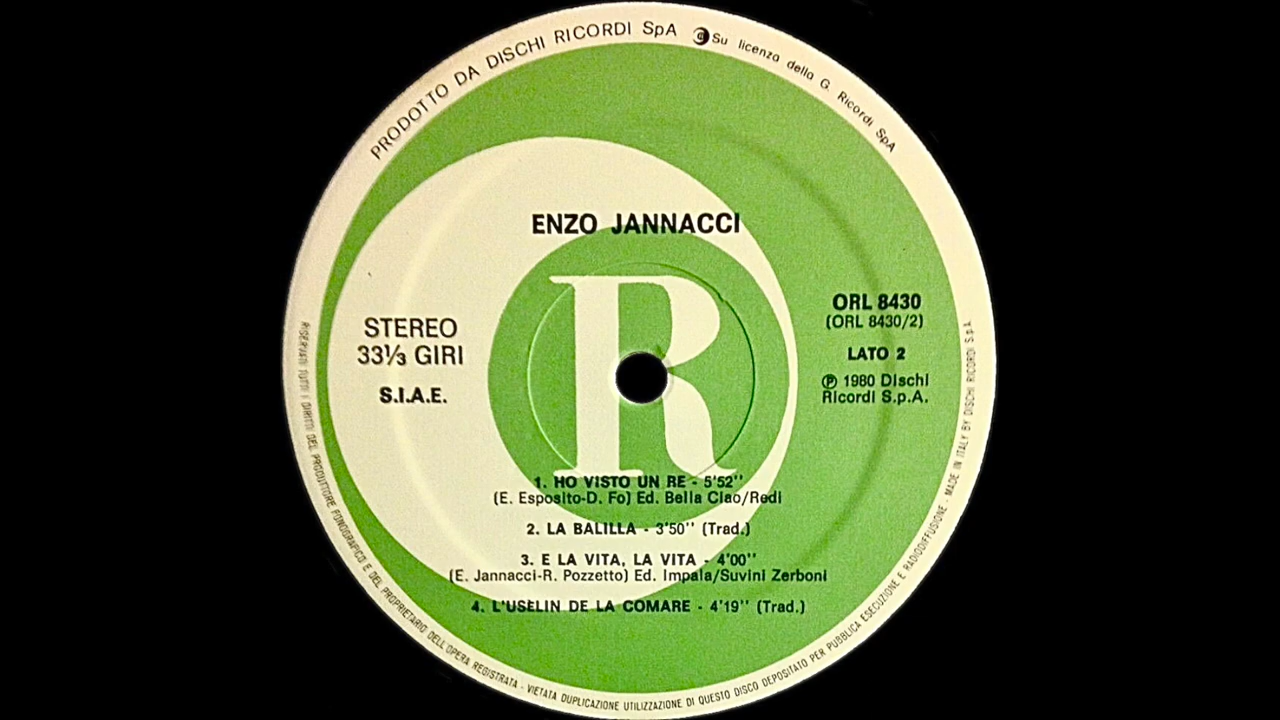 PRODOTTO DA DISCHI RICORDI SpA
Su licenza della G. Ricordi SpA
ENZO JANNACCI
R
STEREO
33⅓ GIRI
S.I.A.E.
ORL 8430
(ORL 8430/2)
LATO 2
Ⓟ 1980 Dischi
Ricordi S.p.A.
1. HO VISTO UN RE - 5'52''
(E. Esposito-D. Fo) Ed. Bella Ciao/Redi
2. LA BALILLA - 3'50'' (Trad.)
3. E LA VITA, LA VITA - 4'00''
(E. Jannacci-R. Pozzetto) Ed. Impala/Suvini Zerboni
4. L'USELIN DE LA COMARE - 4'19'' (Trad.)
RISERVATI TUTTI I DIRITTI DEL PRODUTTORE FONOGRAFICO E DEL PROPRIETARIO DELL'OPERA REGISTRATA - VIETATA DUPLICAZIONE UTILIZZAZIONE DI QUESTO DISCO DEPOSITATO PER PUBBLICA ESECUZIONE E RADIODIFFUSIONE - MADE IN ITALY BY DISCHI RICORDI S.p.A.